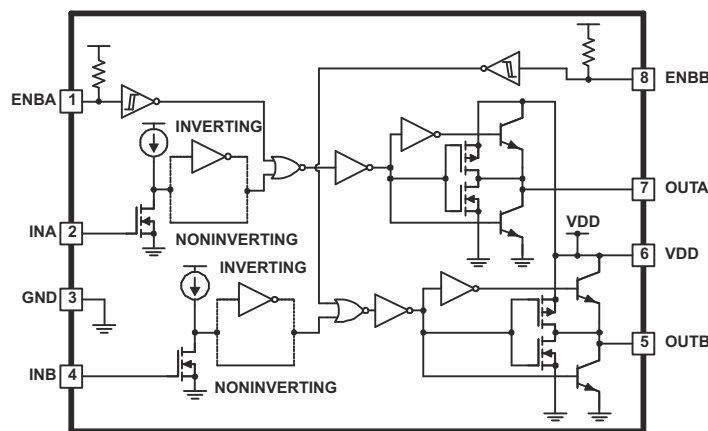 ENBA 1
8 ENBB
INVERTING
7 OUTA
INA 2
NONINVERTING
VDD
INVERTING
6 VDD
GND 3
5 OUTB
INB 4
NONINVERTING